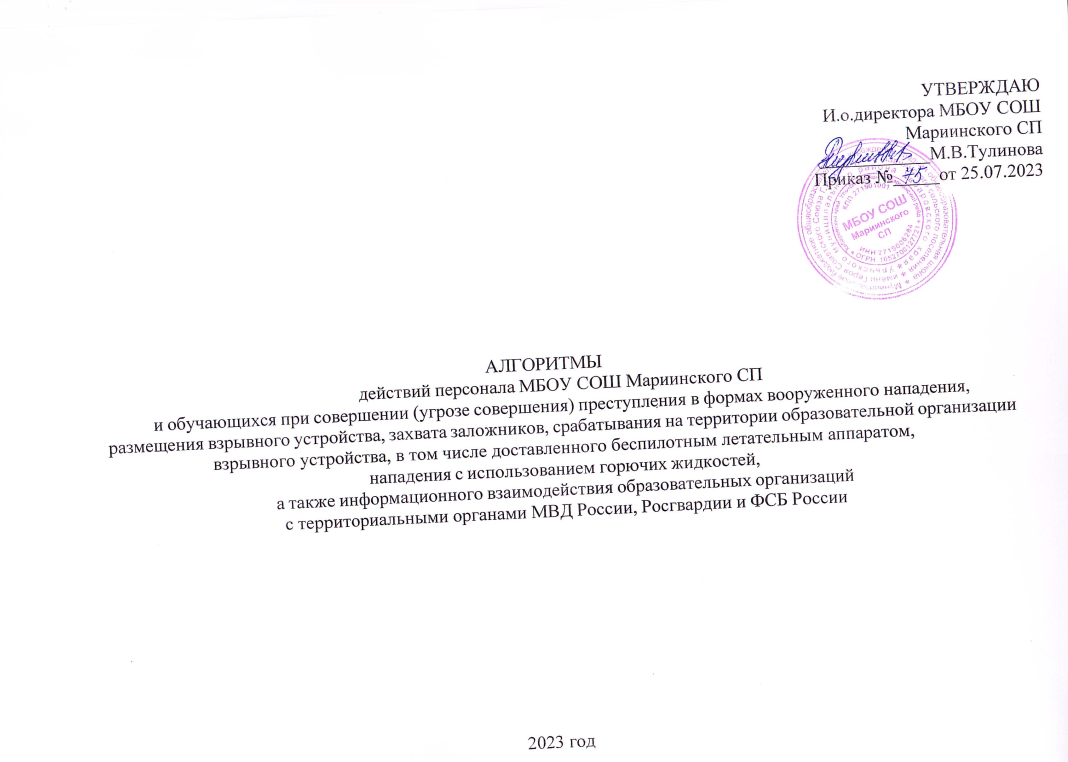 УТВЕРЖДАЮ
И.о.директора МБОУ СОШ
Мариинского СП
М.В.Тулинова
Приказ № 75 от 25.07.2023
МБОУ СОШ
Мариинского
СП
АЛГОРИТМЫ
действий персонала МБОУ СОШ Мариинского СП
и обучающихся при совершении (угрозе совершения) преступления в формах вооруженного нападения,
размещения взрывного устройства, захвата заложников, срабатывания на территории образовательной организации
взрывного устройства, в том числе доставленного беспилотным летательным аппаратом,
нападения с использованием горючих жидкостей,
а также информационного взаимодействия образовательных организаций
с территориальными органами МВД России, Росгвардии и ФСБ России
2023 год